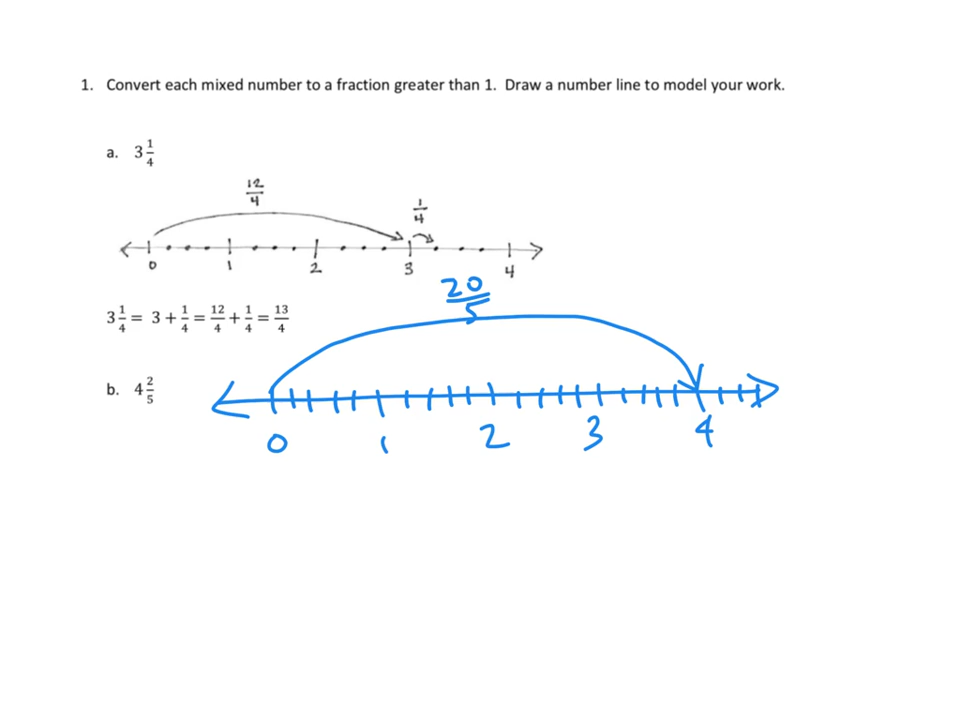 1. Convert each mixed number to a fraction greater than 1. Draw a number line to model your work.
a. 3 1/4
12/4
1/4
0 1 2 3 4
20/5
3 1/4 = 3 + 1/4 = 12/4 + 1/4 = 13/4
b. 4 2/5
0 1 2 3 4